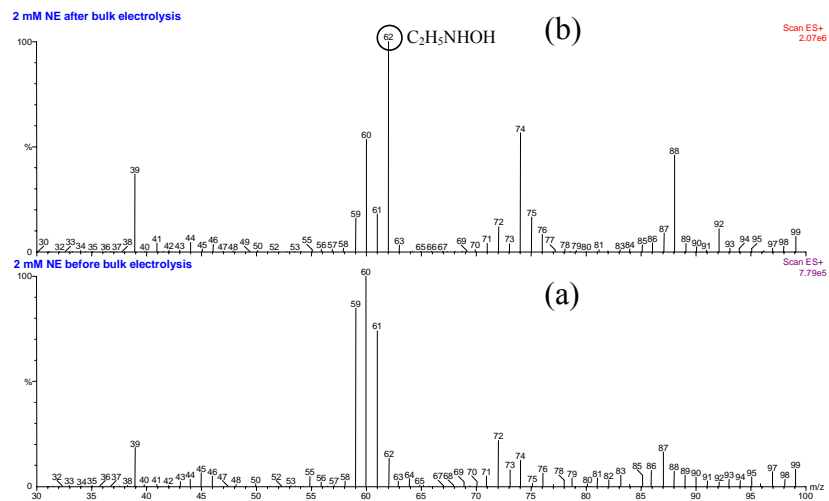 2 mM NE after bulk electrolysis
(b)
Scan ES+
2.07e6
100
62
C₂H₅NHOH
%
0
30 32 33 34 35 36 37 38 39 40 41 42 43 44 45 46 47 48 49 50 52 53 55 56 57 58 59 60 61 63 65 66 67 69 70 71 72 73 74 75 76 77 78 79 80 81 83 84 85 86 87 88 89 90 91 92 93 94 95 97 98 99
2 mM NE before bulk electrolysis
(a)
Scan ES+
7.79e5
100
%
0
32 33 34 35 36 37 38 39 40 41 42 43 44 45 46 47 48 50 52 53 55 56 57 58 59 60 61 62 63 64 65 67 68 69 70 71 72 73 74 75 76 78 79 80 81 82 83 85 86 87 88 89 90 91 92 93 94 95 97 98 99
30 35 40 45 50 55 60 65 70 75 80 85 90 95 100 m/z